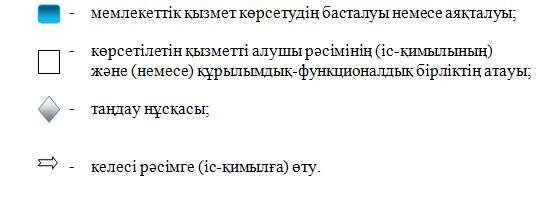 - мемлекеттік қызмет көрсетудің басталуы немесе аяқталуы;
- көрсетілетін қызметті алушы рәсімінің (іс-қимылының)
және (немесе) құрылымдық-функционалдық бірліктің атауы;
- таңдау нұсқасы;
- келесі рәсімге (іс-қимылға) өту.